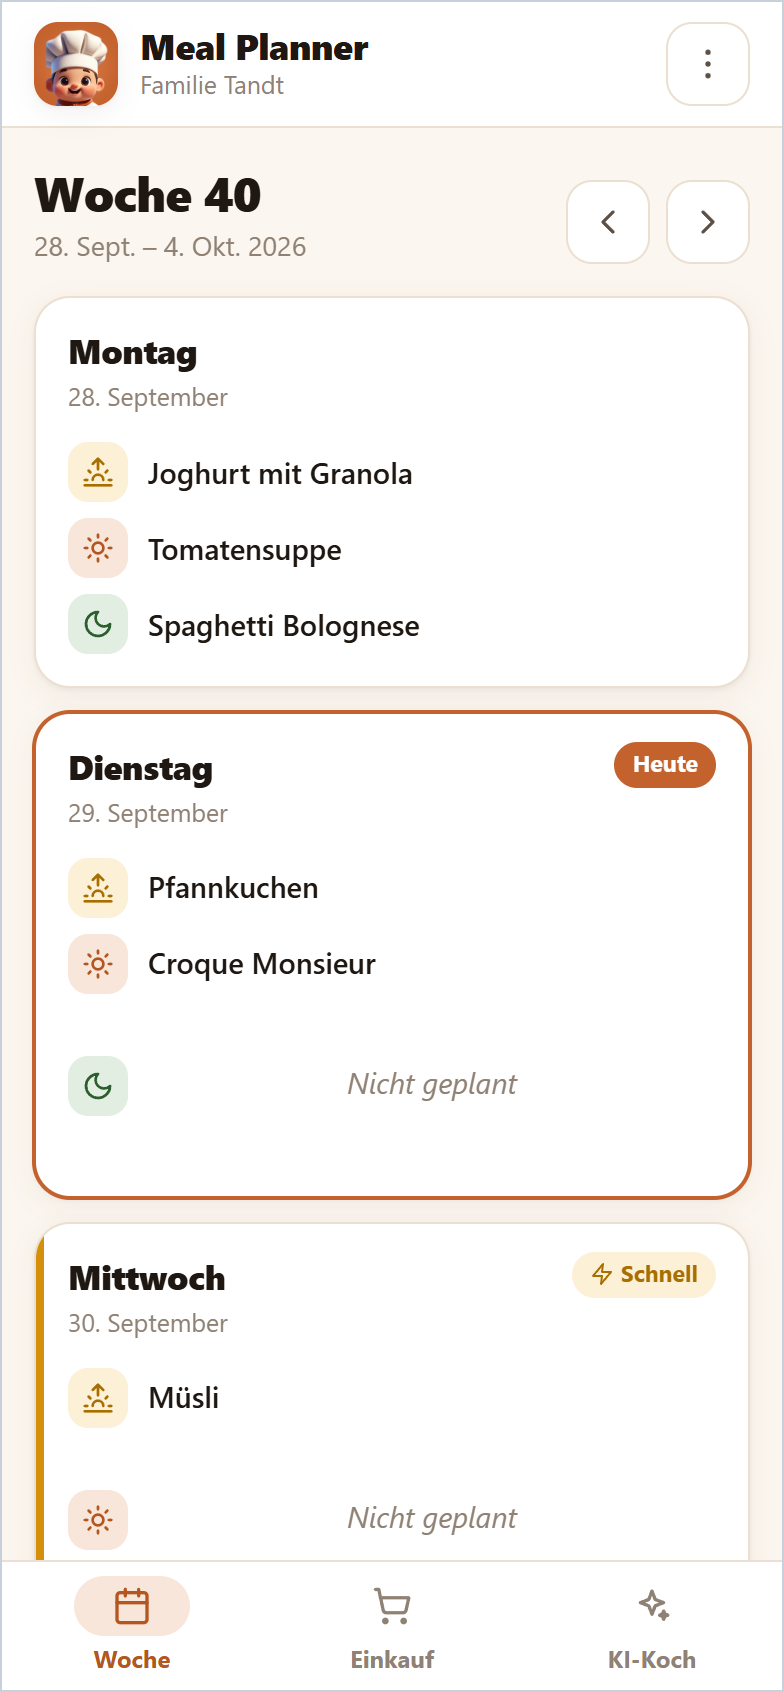 Meal Planner
Familie Tandt
Woche 40
28. Sept. – 4. Okt. 2026
Montag
28. September
Joghurt mit Granola
Tomatensuppe
Spaghetti Bolognese
Dienstag
Heute
29. September
Pfannkuchen
Croque Monsieur
Nicht geplant
Mittwoch
Schnell
30. September
Müsli
Nicht geplant
Woche
Einkauf
KI-Koch